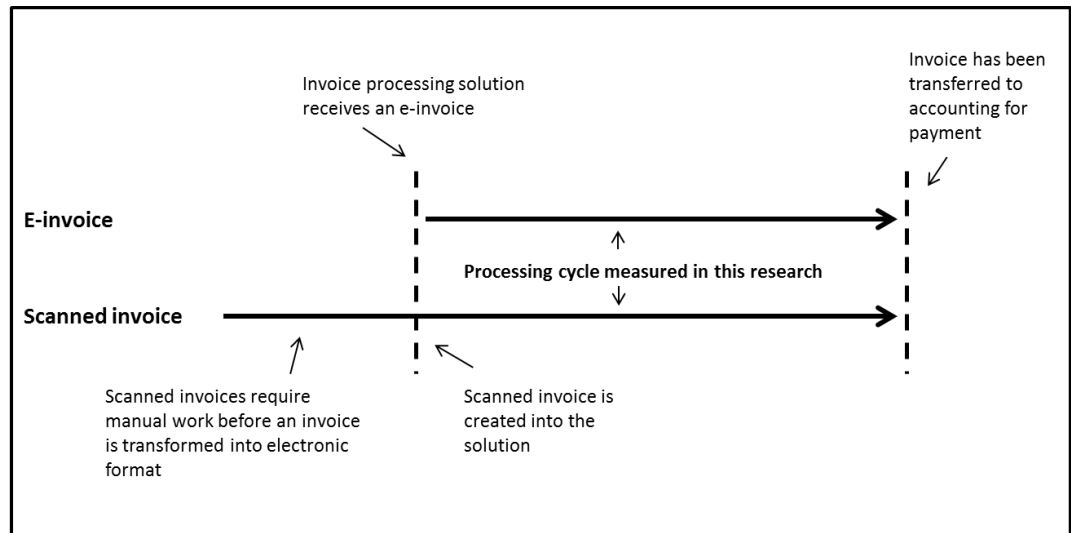 Invoice has been
transferred to
accounting for
payment
Invoice processing solution
receives an e-invoice
E-invoice
Processing cycle measured in this research
Scanned invoice
Scanned invoices require
manual work before an invoice
is transformed into electronic
format
Scanned invoice is
created into the
solution